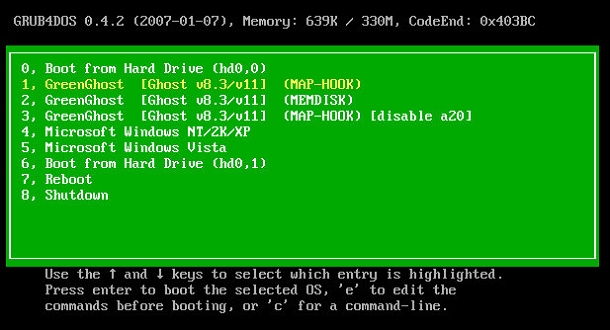 GRUB4DOS 0.4.2 (2007-01-07), Memory: 639K / 330M, CodeEnd: 0x403BC
0, Boot from Hard Drive (hd0,0)
1, GreenGhost [Ghost v8.3/v11] (MAP-HOOK)
2, GreenGhost [Ghost v8.3/v11] (MEMDISK)
3, GreenGhost [Ghost v8.3/v11] (MAP-HOOK) [disable a20]
4, Microsoft Windows NT/2K/XP
5, Microsoft Windows Vista
6, Boot from Hard Drive (hd0,1)
7, Reboot
8, Shutdown
Use the ↑ and ↓ keys to select which entry is highlighted.
Press enter to boot the selected OS, 'e' to edit the
commands before booting, or 'c' for a command-line.